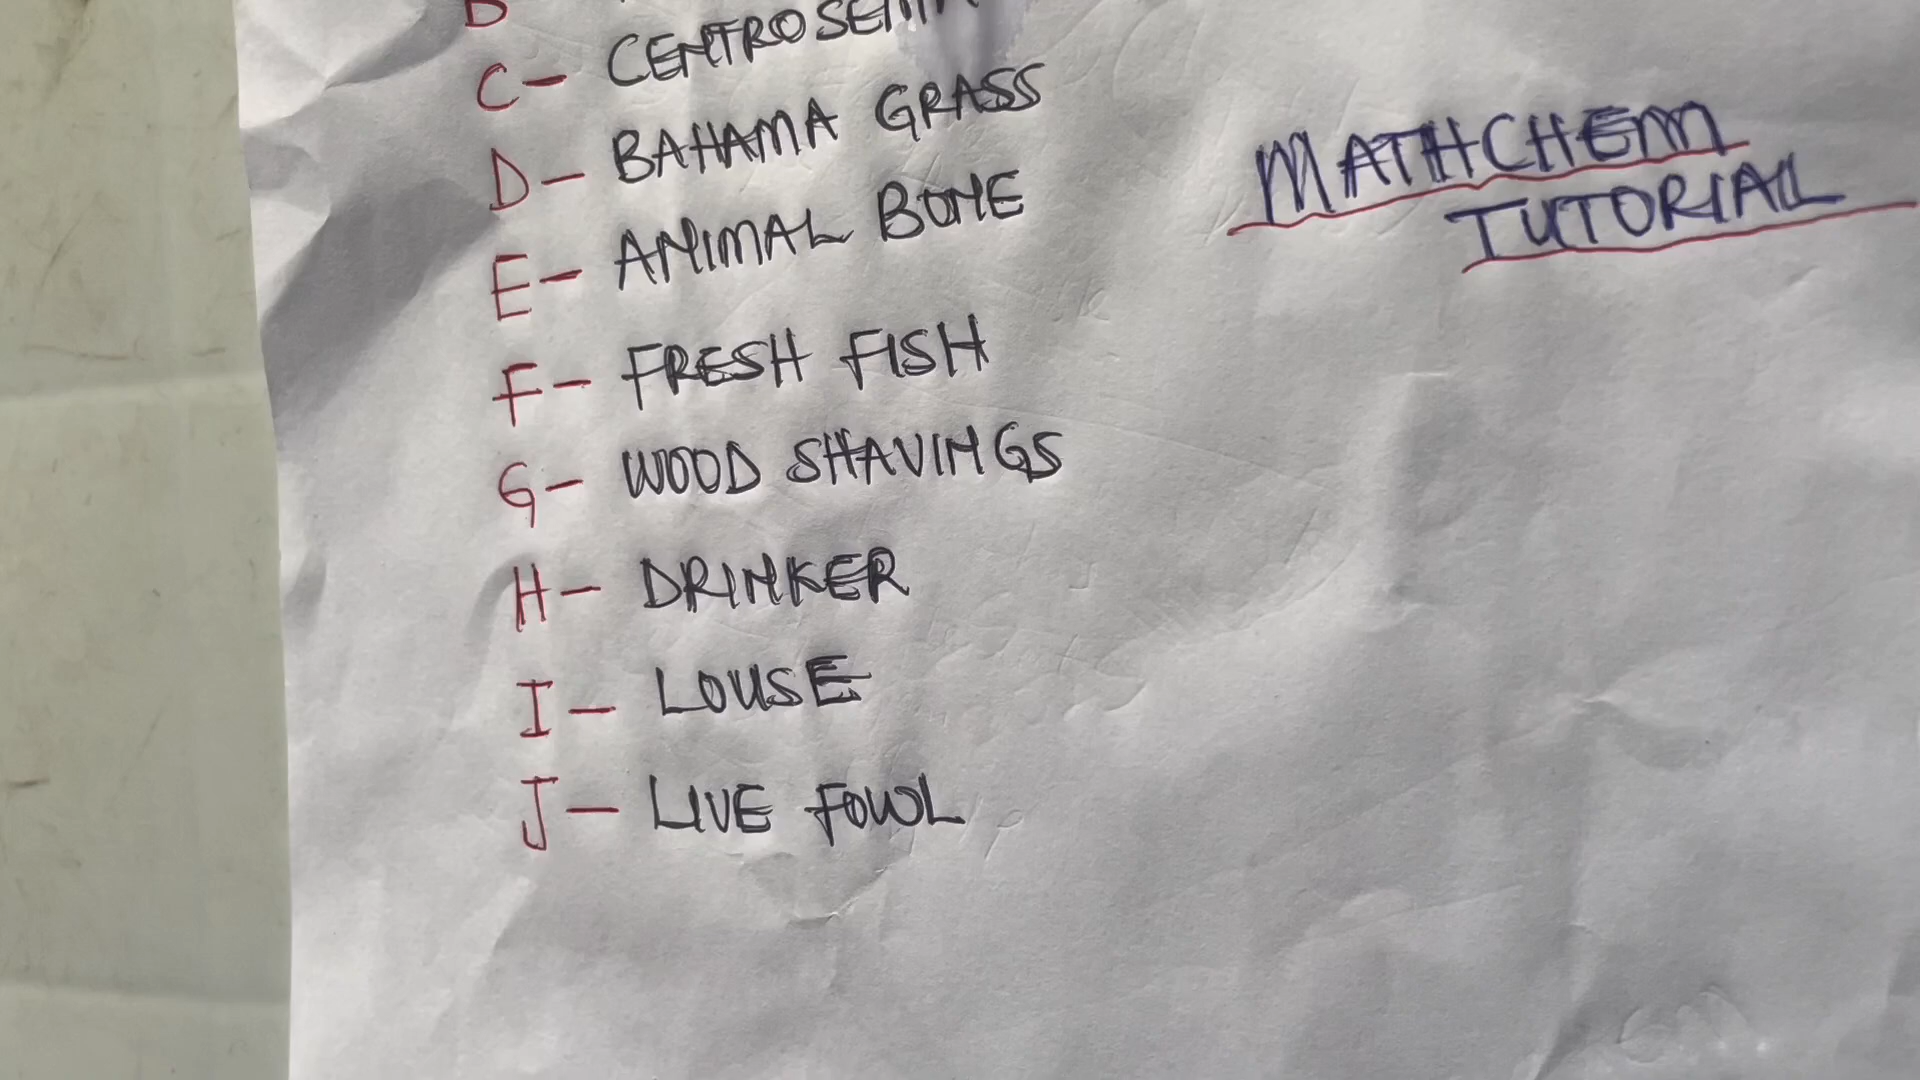 B
C- CENTROSEMA
D- BAHAMA GRASS
E- ANIMAL BONE
F- FRESH FISH
G- WOOD SHAVINGS
H- DRINKER
I- LOUSE
J- LIVE FOWL
MATHCHEM
TUTORIAL